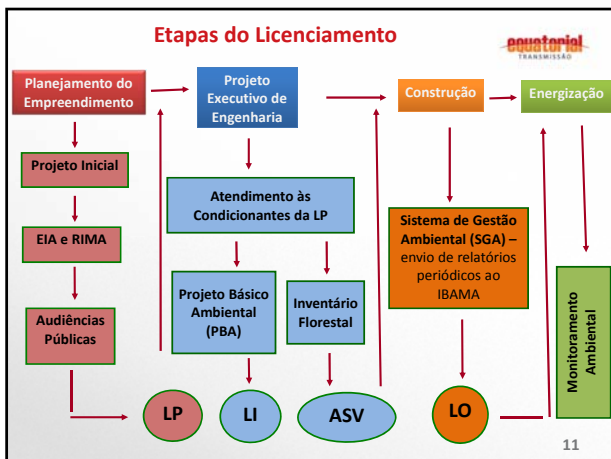 Etapas do Licenciamento
equatorial
TRANSMISSÃO
Planejamento do
Empreendimento
Projeto
Executivo de
Engenharia
Construção
Energização
Projeto Inicial
EIA e RIMA
Audiências
Públicas
LP
Atendimento às
Condicionantes da LP
Projeto Básico
Ambiental
(PBA)
Inventário
Florestal
LI
ASV
Sistema de Gestão
Ambiental (SGA) –
envio de relatórios
periódicos ao
IBAMA
LO
Monitoramento
Ambiental
11